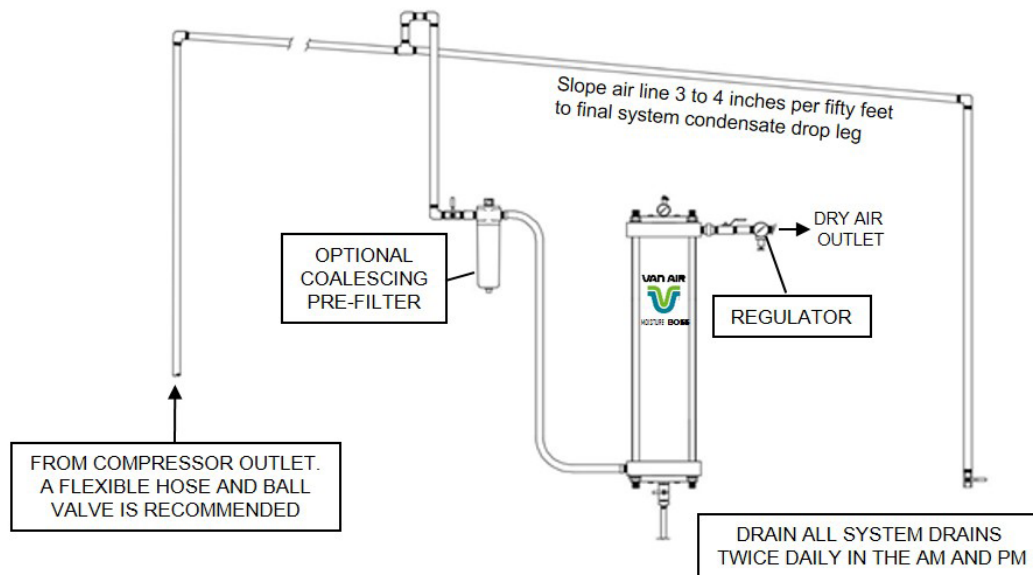 Slope air line 3 to 4 inches per fifty feet
to final system condensate drop leg
OPTIONAL
COALESCING
PRE-FILTER
DRY AIR
OUTLET
VAN AIR
MOISTURE BOSS
REGULATOR
FROM COMPRESSOR OUTLET.
A FLEXIBLE HOSE AND BALL
VALVE IS RECOMMENDED
DRAIN ALL SYSTEM DRAINS
TWICE DAILY IN THE AM AND PM